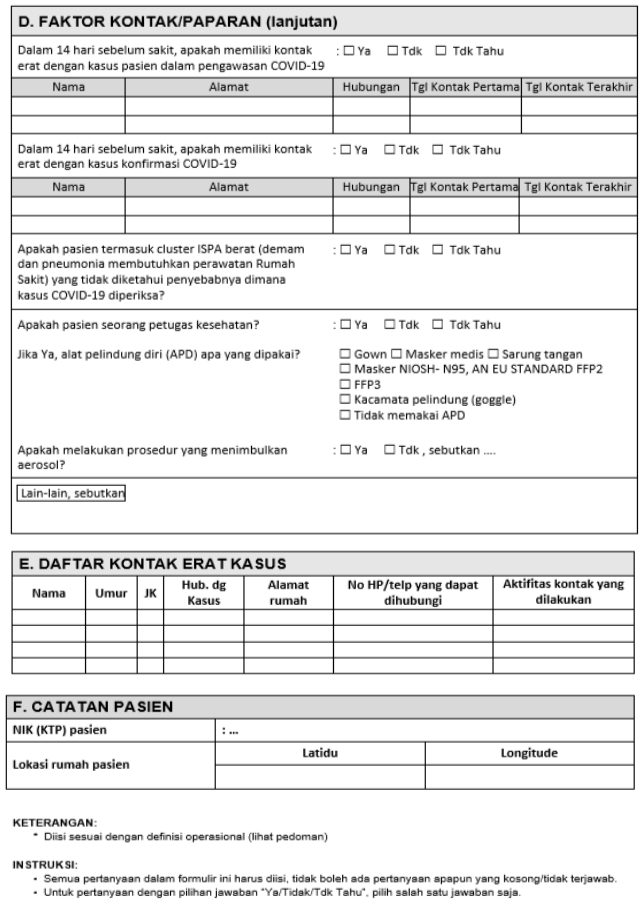 D. FAKTOR KONTAK/PAPARAN (lanjutan)
Dalam 14 hari sebelum sakit, apakah memiliki kontak : ☐ Ya ☐ Tdk ☐ Tdk Tahu
erat dengan kasus pasien dalam pengawasan COVID-19
Nama Alamat Hubungan Tgl Kontak Pertama Tgl Kontak Terakhir
Dalam 14 hari sebelum sakit, apakah memiliki kontak : ☐ Ya ☐ Tdk ☐ Tdk Tahu
erat dengan kasus konfirmasi COVID-19
Nama Alamat Hubungan Tgl Kontak Pertama Tgl Kontak Terakhir
Apakah pasien termasuk cluster ISPA berat (demam : ☐ Ya ☐ Tdk ☐ Tdk Tahu
dan pneumonia membutuhkan perawatan Rumah
Sakit) yang tidak diketahui penyebabnya dimana
kasus COVID-19 diperiksa?
Apakah pasien seorang petugas kesehatan? : ☐ Ya ☐ Tdk ☐ Tdk Tahu
Jika Ya, alat pelindung diri (APD) apa yang dipakai? ☐ Gown ☐ Masker medis ☐ Sarung tangan
☐ Masker NIOSH- N95, AN EU STANDARD FFP2
☐ FFP3
☐ Kacamata pelindung (goggle)
☐ Tidak memakai APD
Apakah melakukan prosedur yang menimbulkan : ☐ Ya ☐ Tdk , sebutkan ....
aerosol?
Lain-lain, sebutkan
E. DAFTAR KONTAK ERAT KASUS
Nama Umur JK Hub. dg Kasus Alamat rumah No HP/telp yang dapat dihubungi Aktifitas kontak yang dilakukan
F. CATATAN PASIEN
NIK (KTP) pasien : ...
Lokasi rumah pasien Latidu Longitude
KETERANGAN:
* Diisi sesuai dengan definisi operasional (lihat pedoman)
INSTRUKSI:
• Semua pertanyaan dalam formulir ini harus diisi, tidak boleh ada pertanyaan apapun yang kosong/tidak terjawab.
• Untuk pertanyaan dengan pilihan jawaban "Ya/Tidak/Tdk Tahu", pilih salah satu jawaban saja.